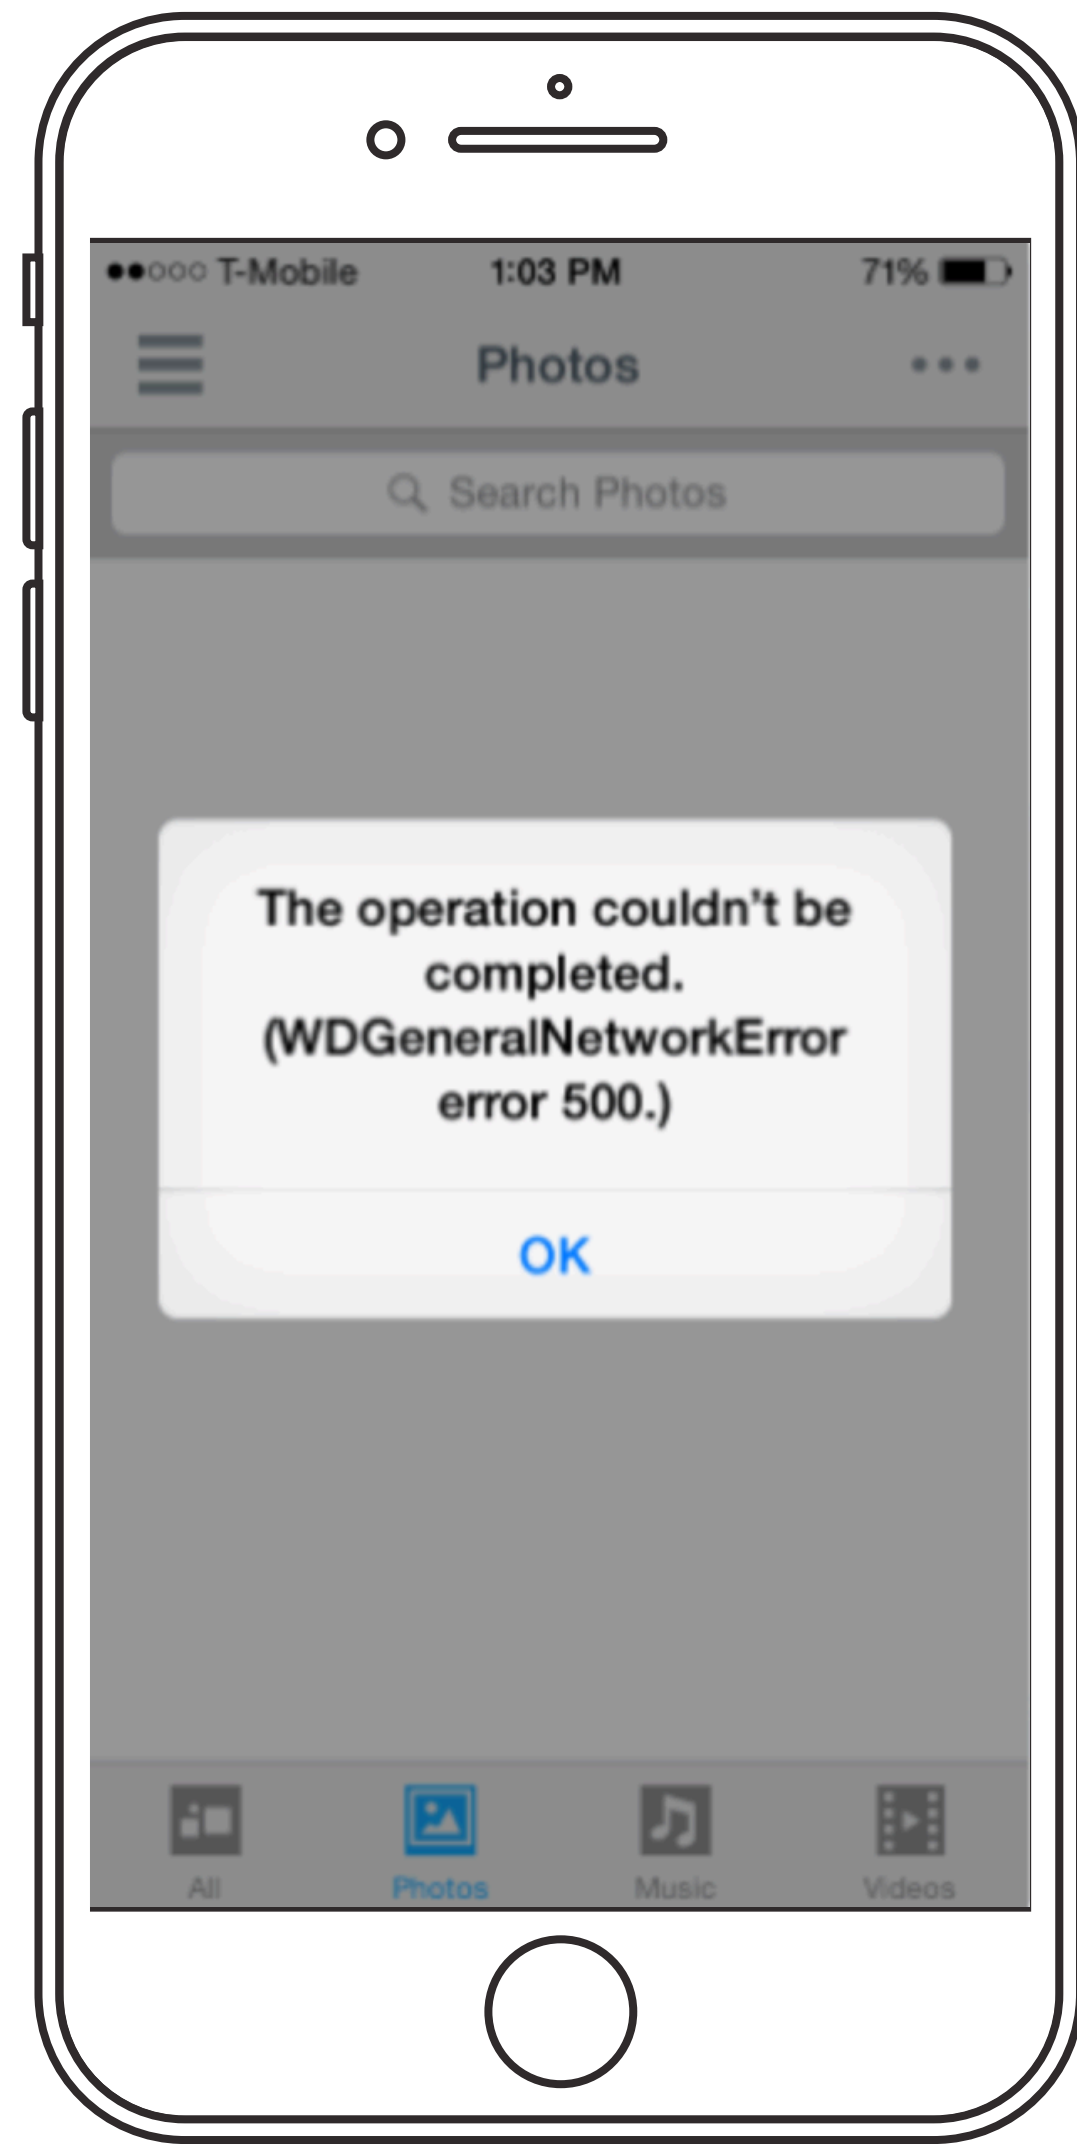 T-Mobile 1:03 PM 71%
Photos
Search Photos
The operation couldn't be
completed.
(WDGeneralNetworkError
error 500.)
OK
All Photos Music Videos